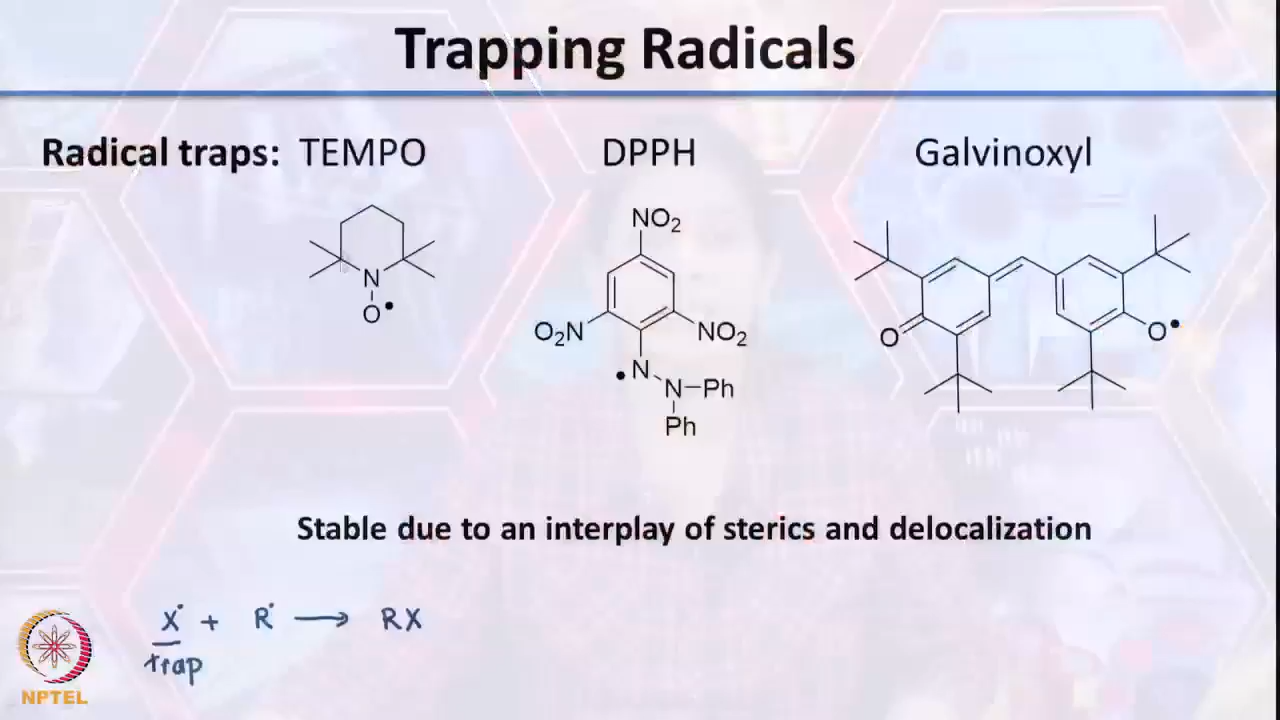 Trapping Radicals
Radical traps: TEMPO DPPH Galvinoxyl
N
O•
NO₂
O₂N NO₂
•N
N–Ph
Ph
O O•
Stable due to an interplay of sterics and delocalization
X• + R• ⟶ RX
trap
NPTEL